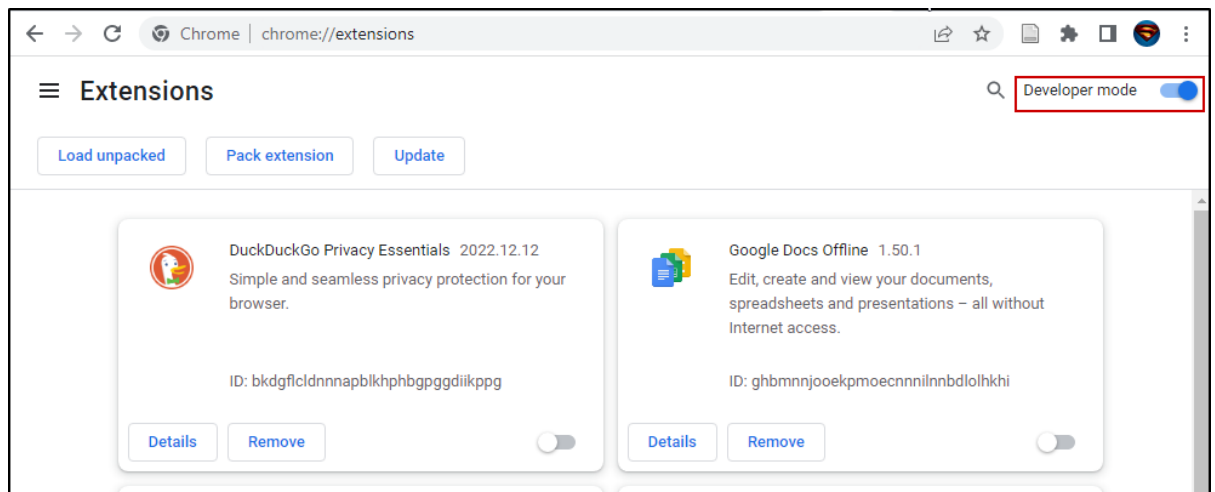 Chrome | chrome://extensions
Extensions
Developer mode
Load unpacked
Pack extension
Update
DuckDuckGo Privacy Essentials 2022.12.12
Simple and seamless privacy protection for your
browser.
ID: bkdgflcldnnnapblkhphbgpggdiikppg
Details
Remove
Google Docs Offline 1.50.1
Edit, create and view your documents,
spreadsheets and presentations – all without
Internet access.
ID: ghbmnnjooekpmoecnnnilnnbdlolhkhi
Details
Remove